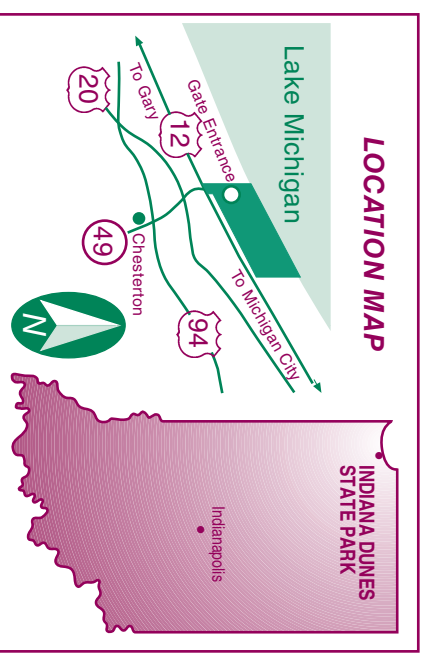 LOCATION MAP
Lake Michigan
Gate Entrance
12
To Gary
20
To Michigan City
Chesterton
49
94
N
INDIANA DUNES
STATE PARK
Indianapolis